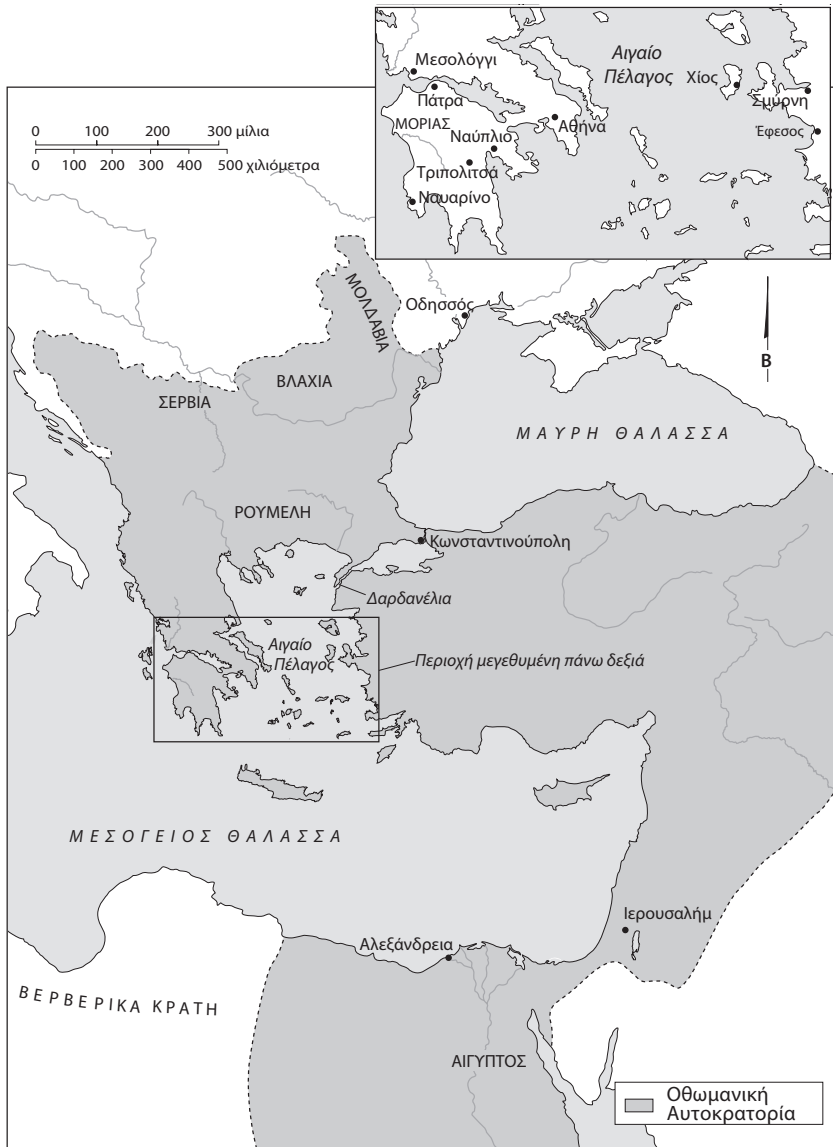 Αιγαίο
Πέλαγος
Μεσολόγγι
Χίος
Πάτρα
Σμύρνη
ΜΟΡΙΑΣ
Αθήνα
Ναύπλιο
Έφεσος
Τριπολιτσά
Ναυαρίνο
0 100 200 300 μίλια
0 100 200 300 400 500 χιλιόμετρα
ΜΟΛΔΑΒΙΑ
Οδησσός
Β
ΒΛΑΧΙΑ
ΣΕΡΒΙΑ
ΜΑΥΡΗ ΘΑΛΑΣΣΑ
ΡΟΥΜΕΛΗ
Κωνσταντινούπολη
Δαρδανέλια
Αιγαίο
Πέλαγος
Περιοχή μεγεθυμένη πάνω δεξιά
ΜΕΣΟΓΕΙΟΣ ΘΑΛΑΣΣΑ
Ιερουσαλήμ
Αλεξάνδρεια
ΒΕΡΒΕΡΙΚΑ ΚΡΑΤΗ
ΑΙΓΥΠΤΟΣ
Οθωμανική
Αυτοκρατορία